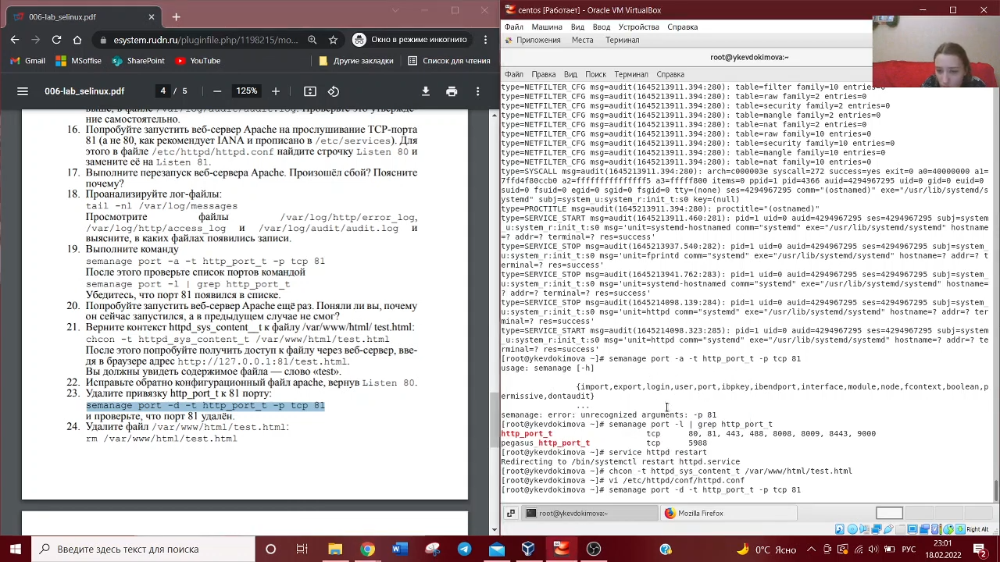 006-lab_selinux
esystem.rudn.ru/pluginfile.php/1198215/mo...
Окно в режиме инкогнито
Gmail
MSoffise
SharePoint
YouTube
Другие закладки
Список для чтения
006-lab_selinux.pdf
4 / 5
125%
ние самостоятельно.
16. Попробуйте запустить веб-сервер Apache на прослушивание TCP-порта
81 (а не 80, как рекомендует IANA и прописано в /etc/services). Для
этого в файле /etc/httpd/httpd.conf найдите строчку Listen 80 и
замените её на Listen 81.
17. Выполните перезапуск веб-сервера Apache. Произошёл сбой? Поясните
почему?
18. Проанализируйте лог-файлы:
tail -nl /var/log/messages
Просмотрите файлы /var/log/http/error_log,
/var/log/http/access_log и /var/log/audit/audit.log и
выясните, в каких файлах появились записи.
19. Выполните команду
semanage port -a -t http_port_t -р tcp 81
После этого проверьте список портов командой
semanage port -l | grep http_port_t
Убедитесь, что порт 81 появился в списке.
20. Попробуйте запустить веб-сервер Apache ещё раз. Поняли ли вы, почему
он сейчас запустился, а в предыдущем случае не смог?
21. Верните контекст httpd_sys_cоntent__t к файлу /var/www/html/ test.html:
chcon -t httpd_sys_content_t /var/www/html/test.html
После этого попробуйте получить доступ к файлу через веб-сервер, вве-
дя в браузере адрес http://127.0.0.1:81/test.html.
Вы должны увидеть содержимое файла — слово «test».
22. Исправьте обратно конфигурационный файл apache, вернув Listen 80.
23. Удалите привязку http_port_t к 81 порту:
semanage port -d -t http_port_t -p tcp 81
и проверьте, что порт 81 удалён.
24. Удалите файл /var/www/html/test.html:
rm /var/www/html/test.html
centos [Работает] - Oracle VM VirtualBox
Файл Машина Вид Ввод Устройства Справка
Приложения Места Терминал
root@ykevdokimova:~
Файл Правка Вид Поиск Терминал Справка
type=NETFILTER_CFG msg=audit(1645213911.394:280): table=filter family=10 entries=0
type=NETFILTER_CFG msg=audit(1645213911.394:280): table=raw family=2 entries=0
type=NETFILTER_CFG msg=audit(1645213911.394:280): table=security family=2 entries=0
type=NETFILTER_CFG msg=audit(1645213911.394:280): table=mangle family=2 entries=0
type=NETFILTER_CFG msg=audit(1645213911.394:280): table=nat family=2 entries=0
type=NETFILTER_CFG msg=audit(1645213911.394:280): table=raw family=10 entries=0
type=NETFILTER_CFG msg=audit(1645213911.394:280): table=security family=10 entries=0
type=NETFILTER_CFG msg=audit(1645213911.394:280): table=mangle family=10 entries=0
type=NETFILTER_CFG msg=audit(1645213911.394:280): table=nat family=10 entries=0
type=SYSCALL msg=audit(1645213911.394:280): arch=c000003e syscall=272 success=yes exit=0 a0=40000000 a1=
7ffd4f80ccb0 a2=fffffffffffffff5 a3=fffff800 items=0 ppid=1 pid=4366 auid=4294967295 uid=0 gid=0 euid=0
suid=0 fsuid=0 egid=0 sgid=0 fsgid=0 tty=(none) ses=4294967295 comm="(ostnamed)" exe="/usr/lib/systemd/s
ystemd" subj=system_u:system_r:init_t:s0 key=(null)
type=PROCTITLE msg=audit(1645213911.394:280): proctitle="(ostnamed)"
type=SERVICE_START msg=audit(1645213911.460:281): pid=1 uid=0 auid=4294967295 ses=4294967295 subj=system
_u:system_r:init_t:s0 msg='unit=systemd-hostnamed comm="systemd" exe="/usr/lib/systemd/systemd" hostname
=? addr=? terminal=? res=success'
type=SERVICE_STOP msg=audit(1645213937.540:282): pid=1 uid=0 auid=4294967295 ses=4294967295 subj=system_
u:system_r:init_t:s0 msg='unit=fprintd comm="systemd" exe="/usr/lib/systemd/systemd" hostname=? addr=? t
erminal=? res=success'
type=SERVICE_STOP msg=audit(1645213941.762:283): pid=1 uid=0 auid=4294967295 ses=4294967295 subj=system_
u:system_r:init_t:s0 msg='unit=systemd-hostnamed comm="systemd" exe="/usr/lib/systemd/systemd" hostname=
? addr=? terminal=? res=success'
type=SERVICE_STOP msg=audit(1645214098.139:284): pid=1 uid=0 auid=4294967295 ses=4294967295 subj=system_
u:system_r:init_t:s0 msg='unit=httpd comm="systemd" exe="/usr/lib/systemd/systemd" hostname=? addr=? ter
minal=? res=success'
type=SERVICE_START msg=audit(1645214098.323:285): pid=1 uid=0 auid=4294967295 ses=4294967295 subj=system
_u:system_r:init_t:s0 msg='unit=httpd comm="systemd" exe="/usr/lib/systemd/systemd" hostname=? addr=? te
rminal=? res=success'
[root@ykevdokimova ~]# semanage port -a -t http_port_t -р tcp 81
usage: semanage [-h]
{import,export,login,user,port,ibpkey,ibendport,interface,module,node,fcontext,boolean,p
ermissive,dontaudit}
...
semanage: error: unrecognized arguments: -р 81
[root@ykevdokimova ~]# semanage port -l | grep http_port_t
http_port_t tcp 80, 81, 443, 488, 8008, 8009, 8443, 9000
pegasus_http_port_t tcp 5988
[root@ykevdokimova ~]# service httpd restart
Redirecting to /bin/systemctl restart httpd.service
[root@ykevdokimova ~]# chcon -t httpd_sys_content_t /var/www/html/test.html
[root@ykevdokimova ~]# vi /etc/httpd/conf/httpd.conf
[root@ykevdokimova ~]# semanage port -d -t http_port_t -p tcp 81
root@ykevdokimova:~
Mozilla Firefox
Right Alt
Введите здесь текст для поиска
0°C Ясно
РУС
23:01
18.02.2022
2